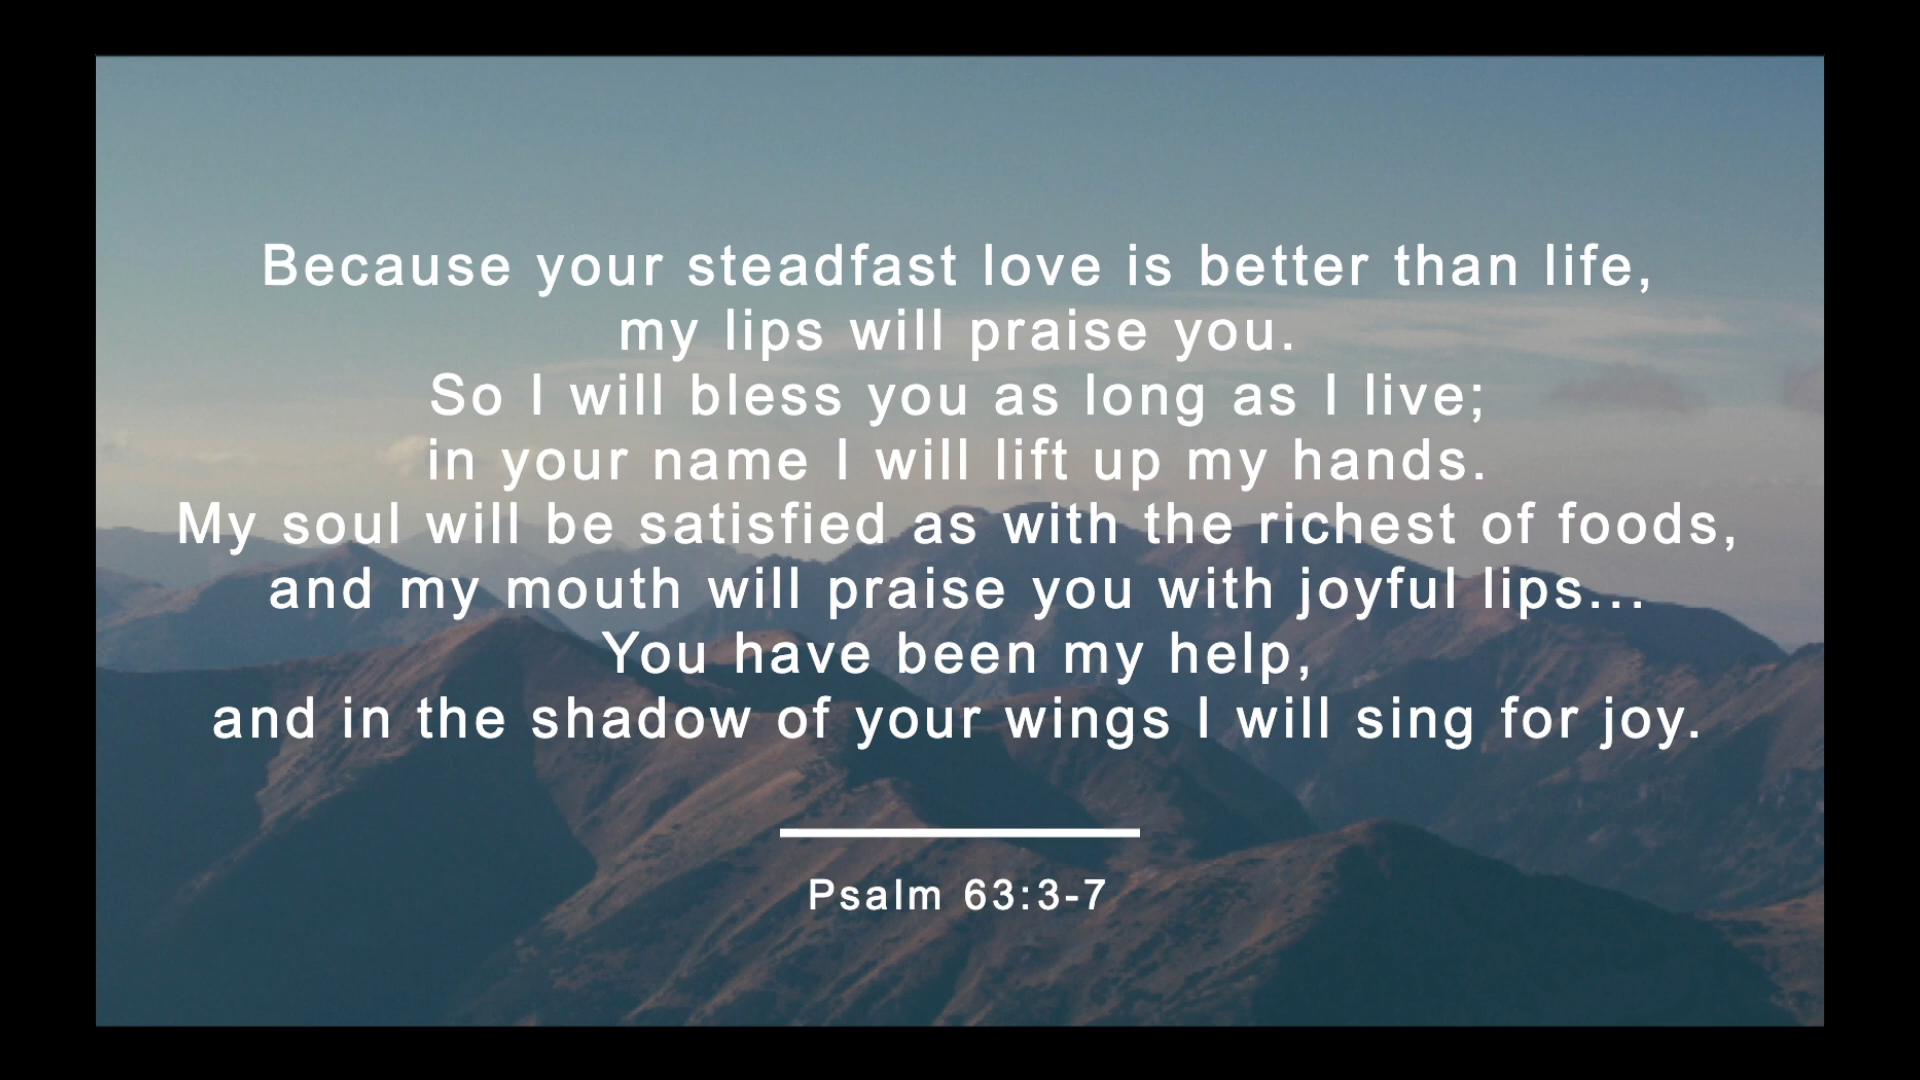 Because your steadfast love is better than life,
my lips will praise you.
So I will bless you as long as I live;
in your name I will lift up my hands.
My soul will be satisfied as with the richest of foods,
and my mouth will praise you with joyful lips...
You have been my help,
and in the shadow of your wings I will sing for joy.
Psalm 63:3-7